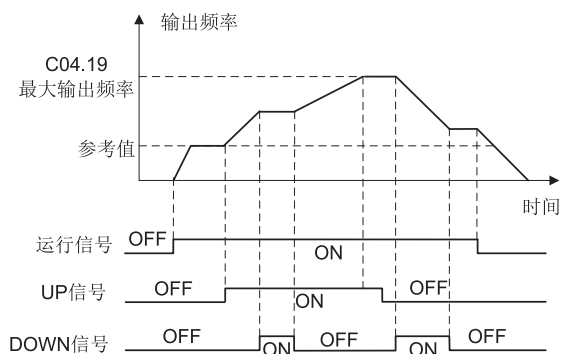 输出频率
C04.19
最大输出频率
参考值
时间
运行信号 OFF ON
UP信号 OFF ON OFF
DOWN信号 OFF ON OFF ON OFF